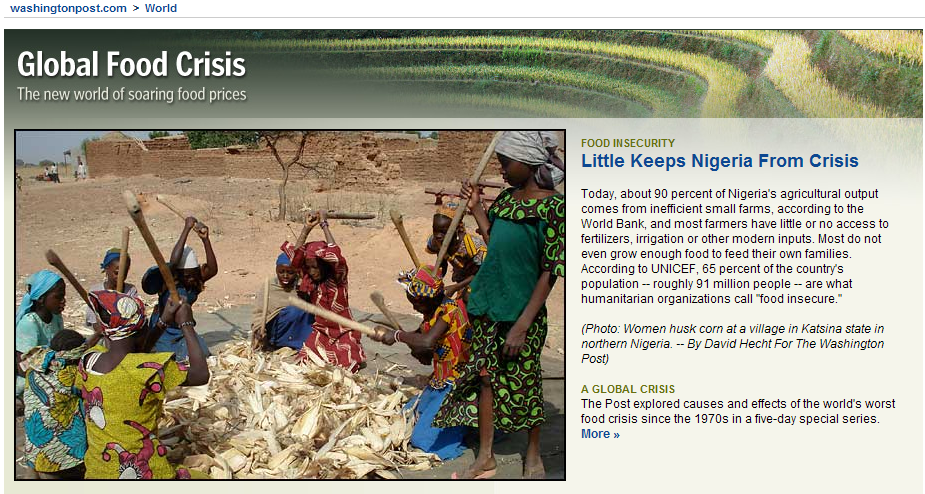 washingtonpost.com > World
Global Food Crisis
The new world of soaring food prices
FOOD INSECURITY
Little Keeps Nigeria From Crisis
Today, about 90 percent of Nigeria's agricultural output
comes from inefficient small farms, according to the
World Bank, and most farmers have little or no access to
fertilizers, irrigation or other modern inputs. Most do not
even grow enough food to feed their own families.
According to UNICEF, 65 percent of the country's
population -- roughly 91 million people -- are what
humanitarian organizations call "food insecure."
(Photo: Women husk corn at a village in Katsina state in
northern Nigeria. -- By David Hecht For The Washington
Post)
A GLOBAL CRISIS
The Post explored causes and effects of the world's worst
food crisis since the 1970s in a five-day special series.
More »